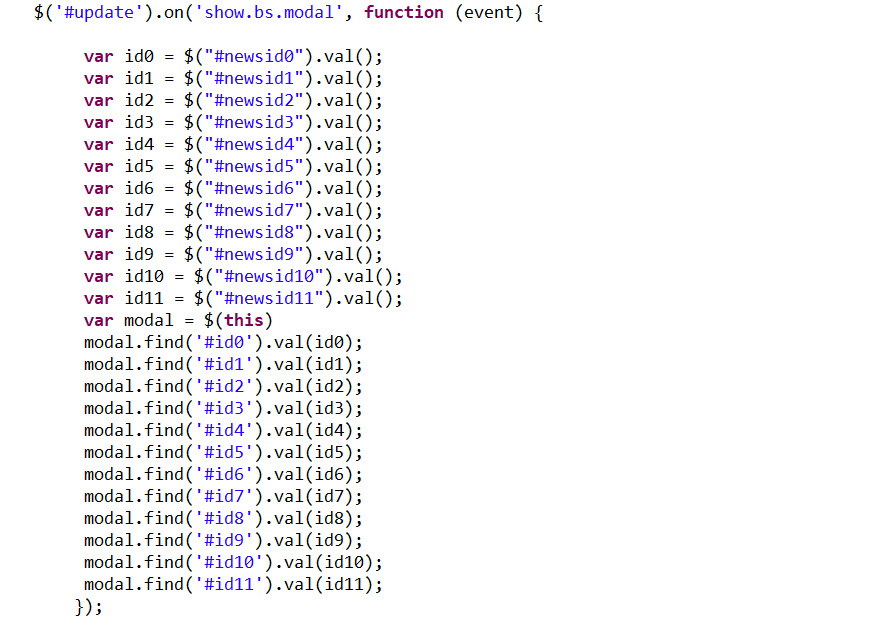 $('#update').on('show.bs.modal', function (event) {
var id0 = $("#newsid0").val();
var id1 = $("#newsid1").val();
var id2 = $("#newsid2").val();
var id3 = $("#newsid3").val();
var id4 = $("#newsid4").val();
var id5 = $("#newsid5").val();
var id6 = $("#newsid6").val();
var id7 = $("#newsid7").val();
var id8 = $("#newsid8").val();
var id9 = $("#newsid9").val();
var id10 = $("#newsid10").val();
var id11 = $("#newsid11").val();
var modal = $(this)
modal.find('#id0').val(id0);
modal.find('#id1').val(id1);
modal.find('#id2').val(id2);
modal.find('#id3').val(id3);
modal.find('#id4').val(id4);
modal.find('#id5').val(id5);
modal.find('#id6').val(id6);
modal.find('#id7').val(id7);
modal.find('#id8').val(id8);
modal.find('#id9').val(id9);
modal.find('#id10').val(id10);
modal.find('#id11').val(id11);
});